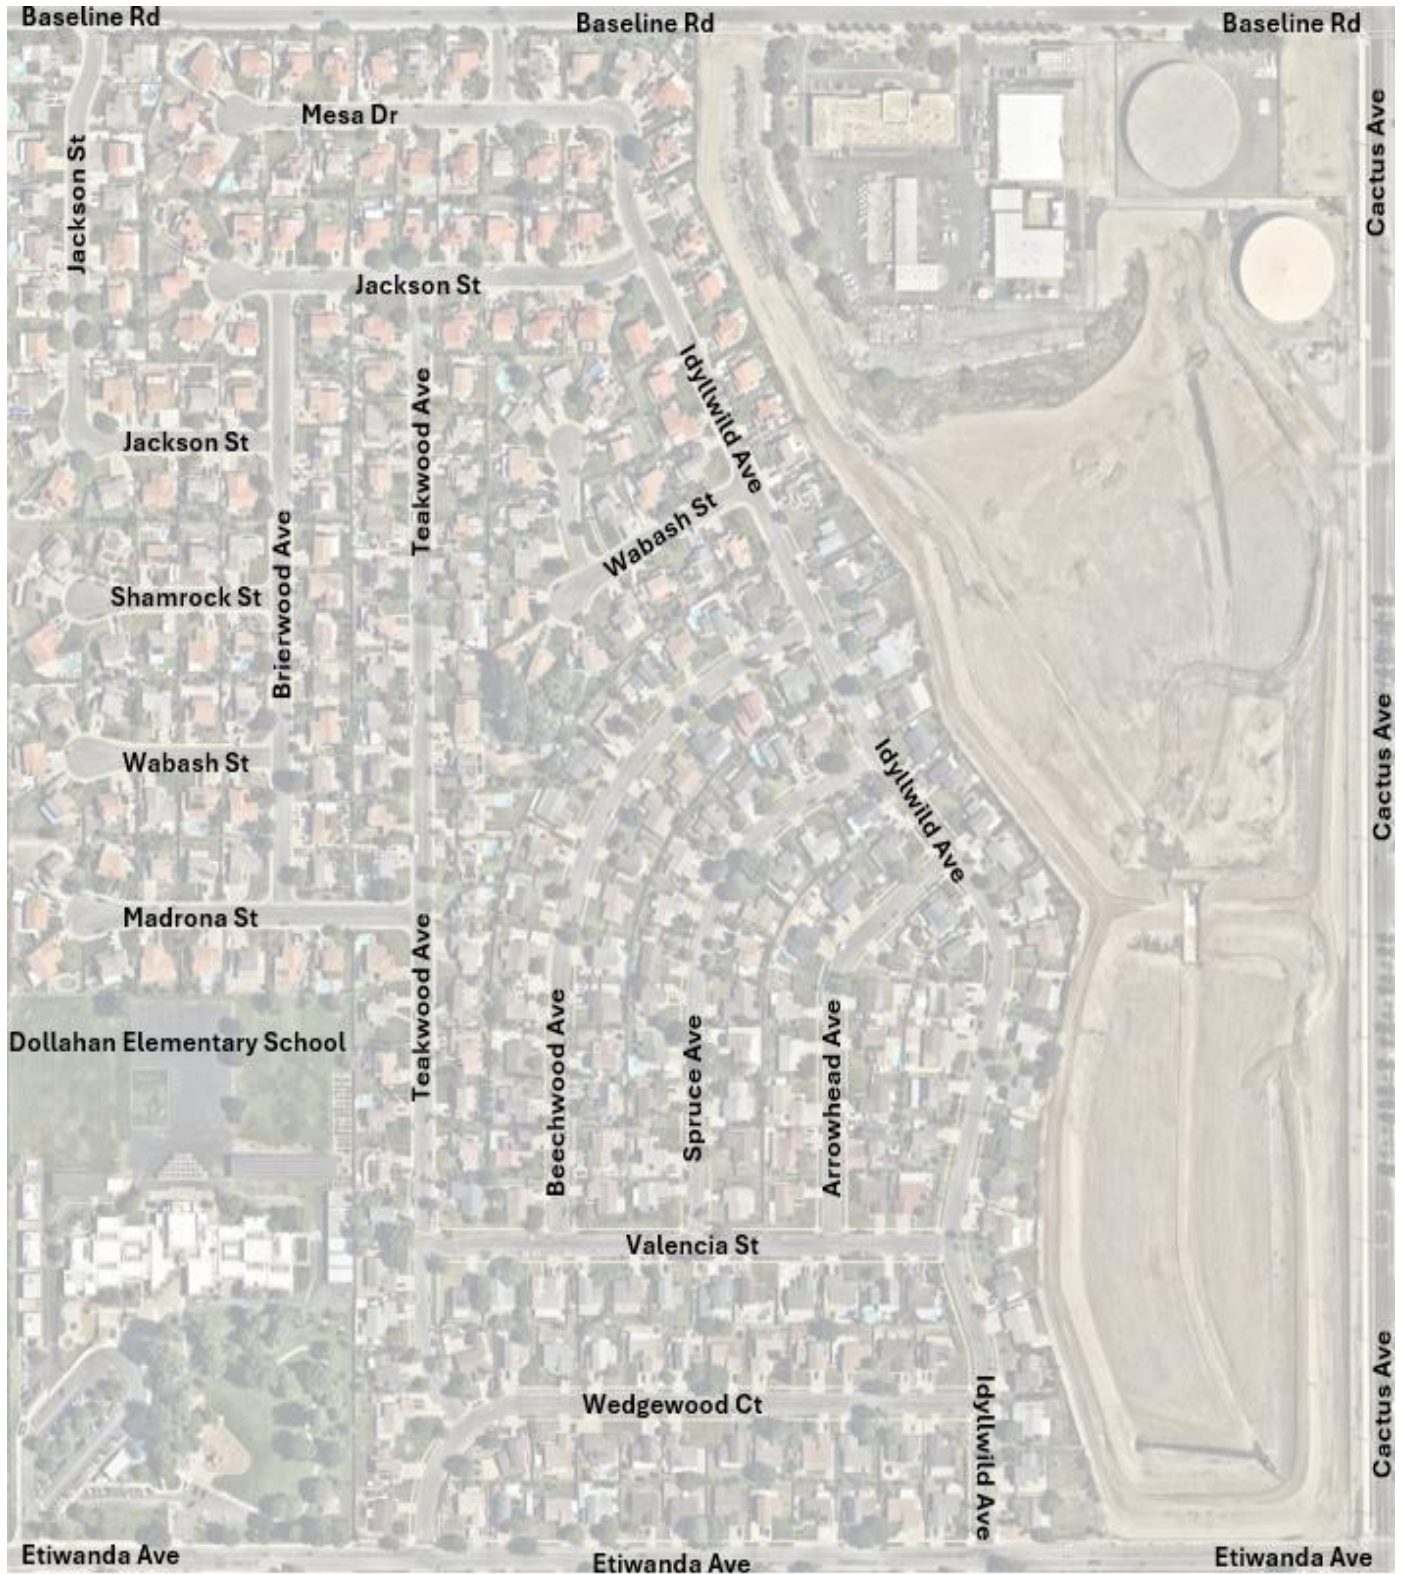 Baseline Rd
Baseline Rd
Baseline Rd
Mesa Dr
Cactus Ave
Jackson St
Jackson St
Idyllwild Ave
Teakwood Ave
Jackson St
Wabash St
Brierwood Ave
Shamrock St
Wabash St
Idyllwild Ave
Cactus Ave
Madrona St
Teakwood Ave
Dollahan Elementary School
Beechwood Ave
Spruce Ave
Arrowhead Ave
Valencia St
Wedgewood Ct
Idyllwild Ave
Cactus Ave
Etiwanda Ave
Etiwanda Ave
Etiwanda Ave